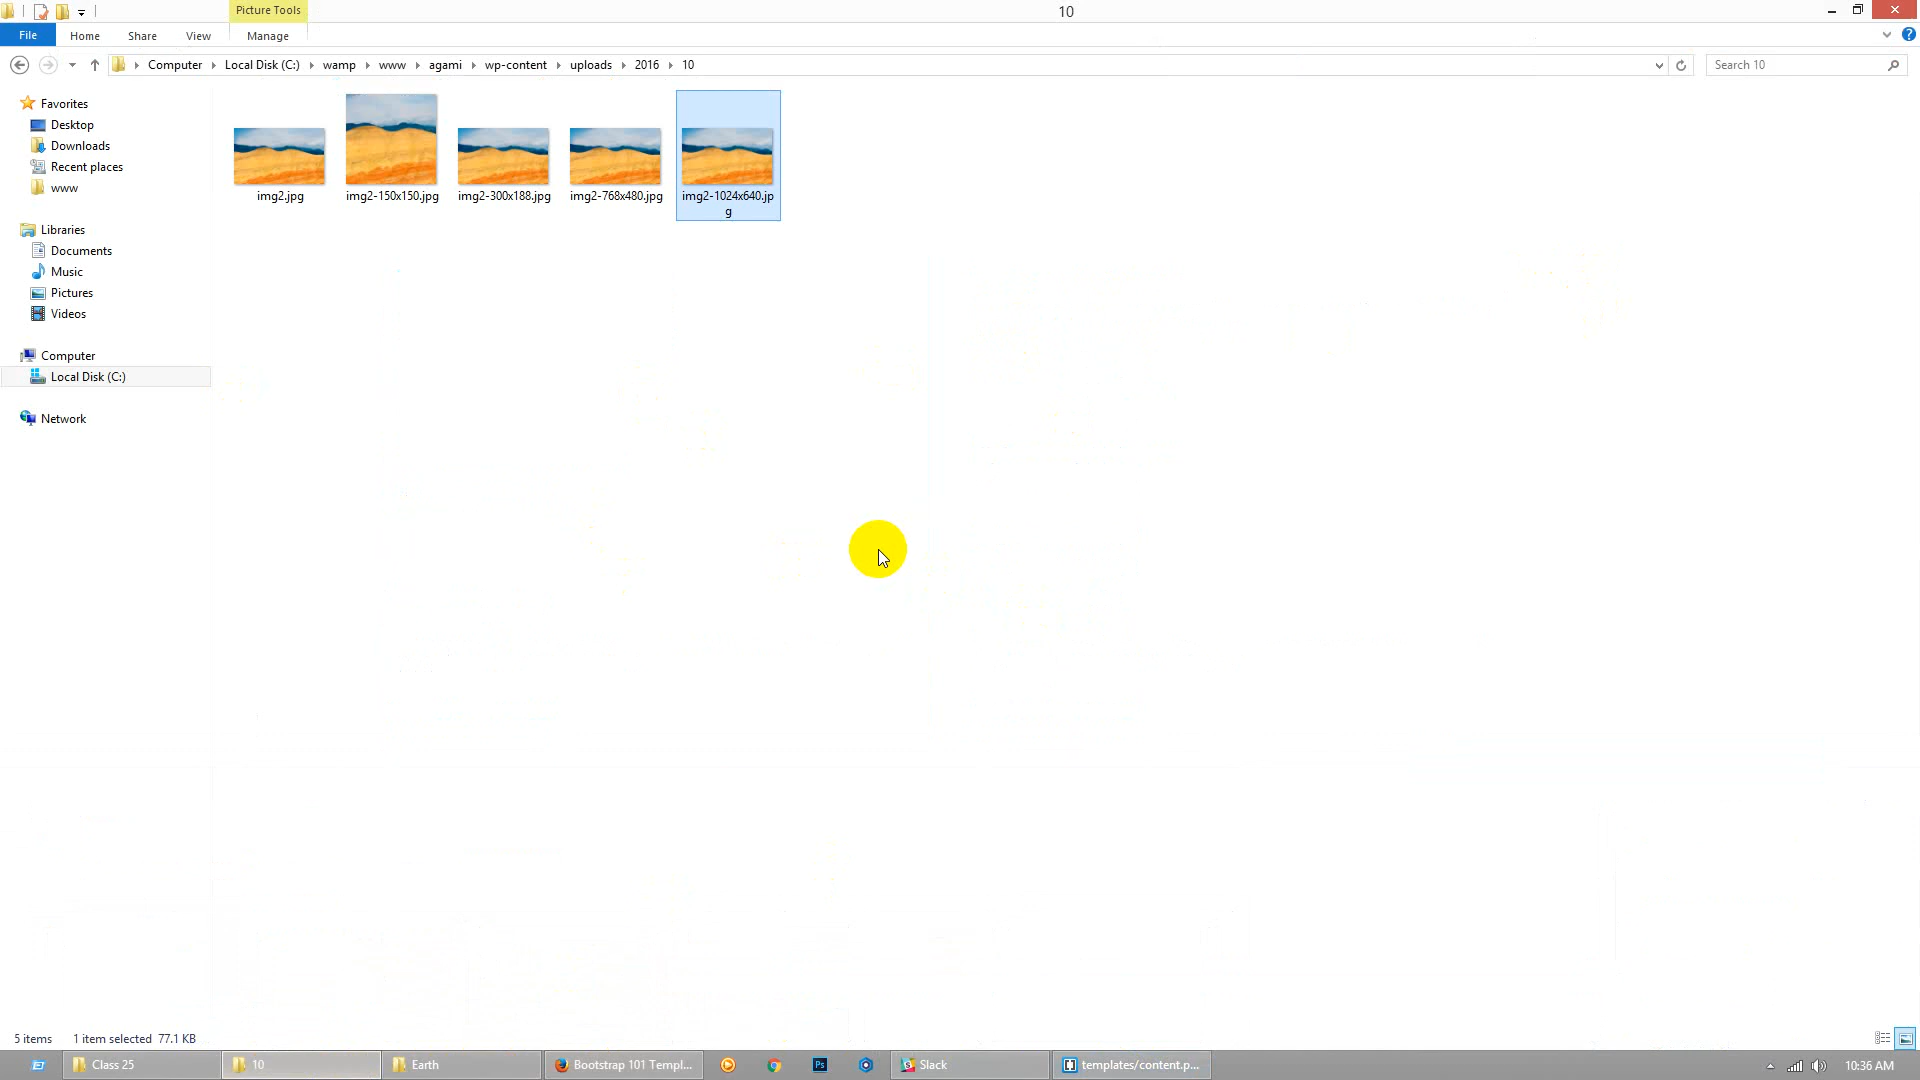 Picture Tools
10
File
Home
Share
View
Manage
Computer
Local Disk (C:)
wamp
www
agami
wp-content
uploads
2016
10
Search 10
Favorites
Desktop
Downloads
Recent places
www
Libraries
Documents
Music
Pictures
Videos
Computer
Local Disk (C:)
Network
img2.jpg
img2-150x150.jpg
img2-300x188.jpg
img2-768x480.jpg
img2-1024x640.jp
g
5 items
1 item selected 77.1 KB
Class 25
10
Earth
Bootstrap 101 Templ...
Ps
Slack
templates/content.p...
10:36 AM